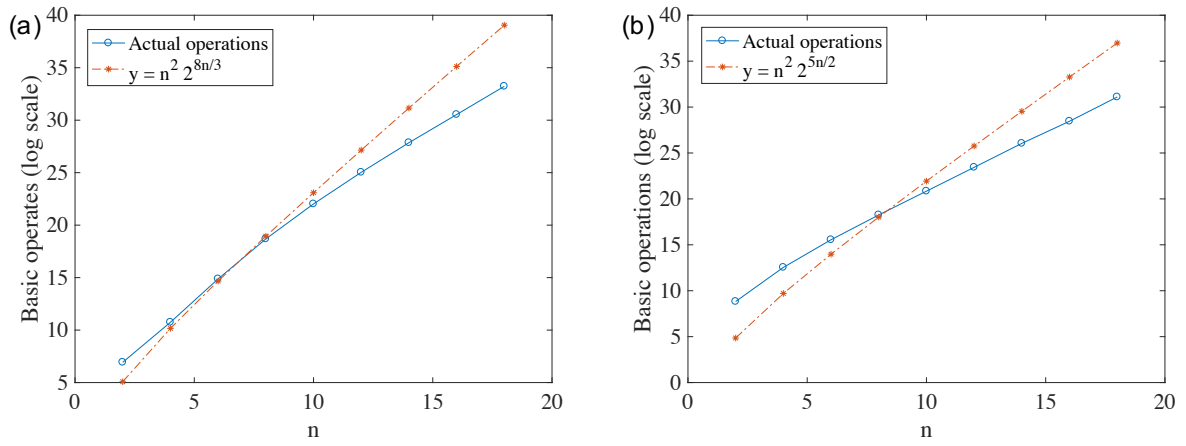 (a)
Actual operations
y = n^2 2^{8n/3}
Basic operates (log scale)
40
35
30
25
20
15
10
5
0 5 10 15 20
n
(b)
Actual operations
y = n^2 2^{5n/2}
Basic operations (log scale)
40
35
30
25
20
15
10
5
0
0 5 10 15 20
n